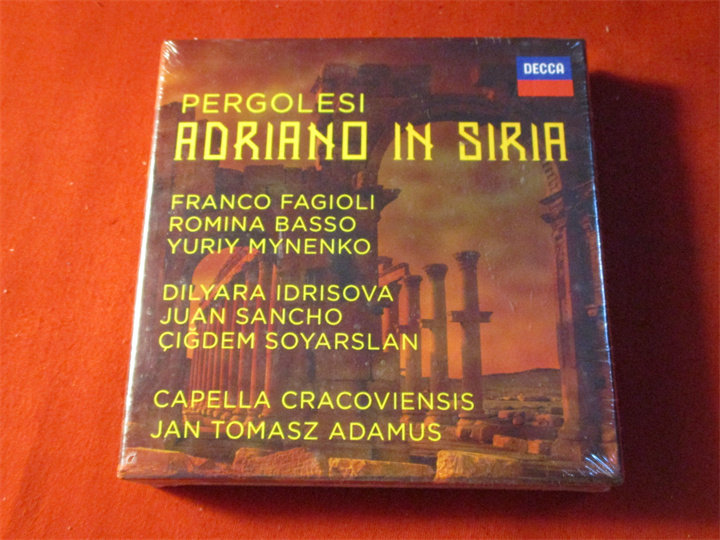 DECCA
PERGOLESI
ADRIANO IN SIRIA
FRANCO FAGIOLI
ROMINA BASSO
YURIY MYNENKO
DILYARA IDRISOVA
JUAN SANCHO
ÇIĞDEM SOYARSLAN
CAPELLA CRACOVIENSIS
JAN TOMASZ ADAMUS